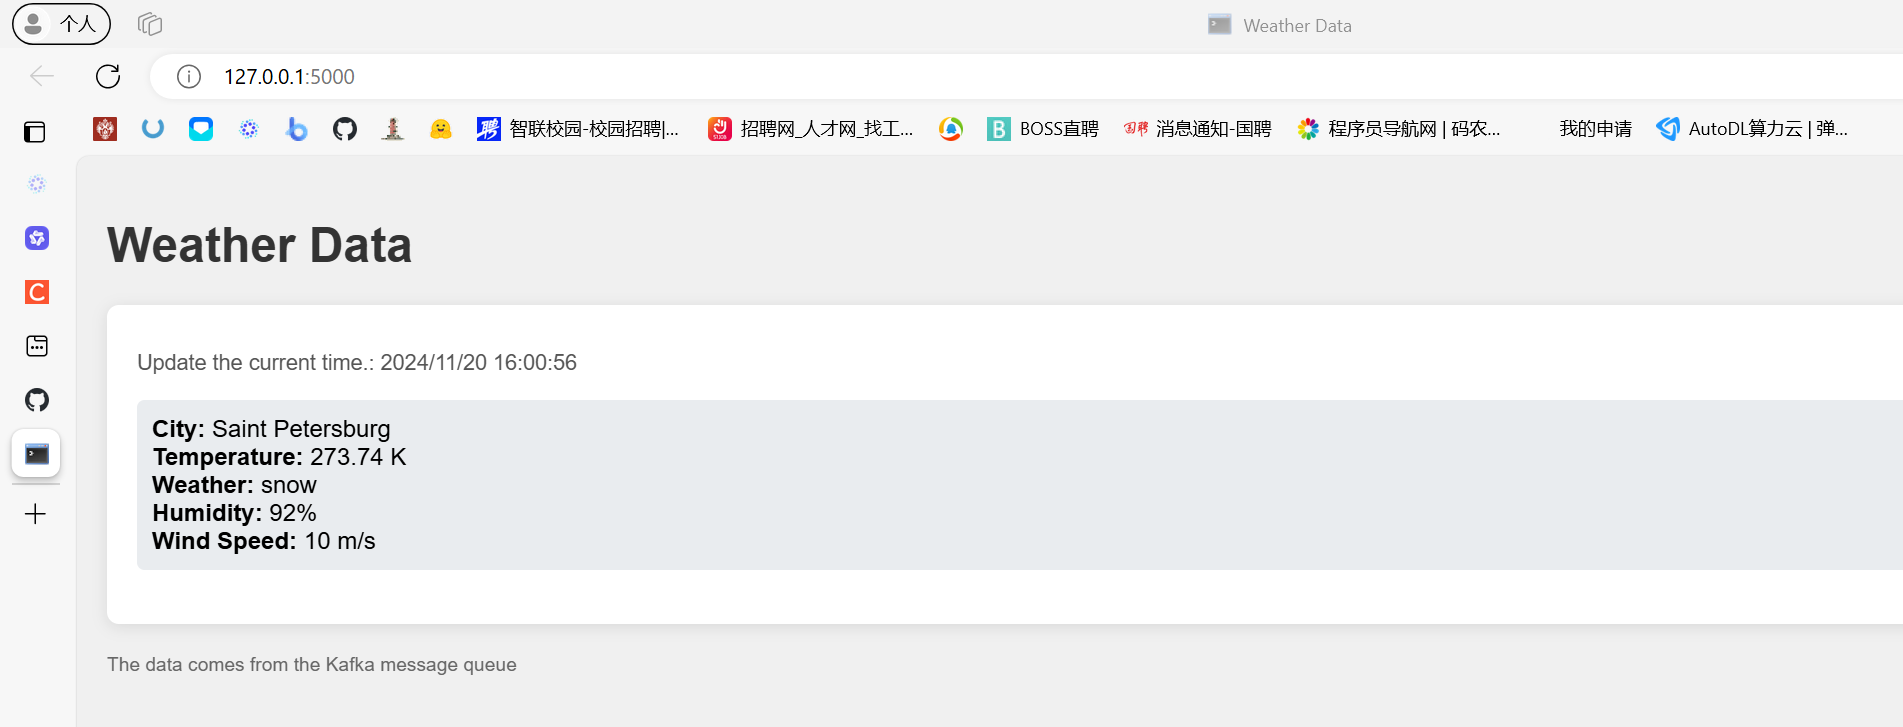 个人
Weather Data
127.0.0.1:5000
智联校园-校园招聘|... 招聘网_人才网_找工... BOSS直聘 消息通知-国聘 程序员导航网 | 码农... 我的申请 AutoDL算力云 | 弹...
Weather Data
Update the current time.: 2024/11/20 16:00:56
City: Saint Petersburg
Temperature: 273.74 K
Weather: snow
Humidity: 92%
Wind Speed: 10 m/s
The data comes from the Kafka message queue